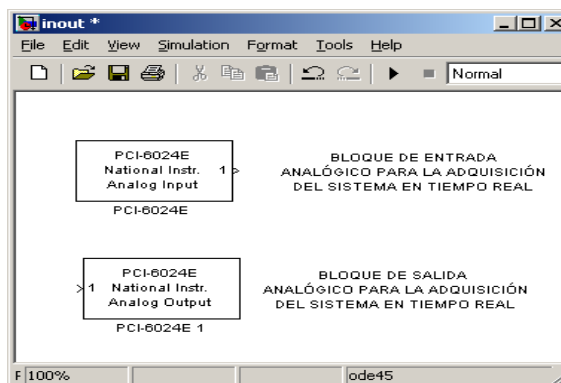 inout *
File Edit View Simulation Format Tools Help
Normal
PCI-6024E
National Instr. 1
Analog Input
PCI-6024E
BLOQUE DE ENTRADA
ANALÓGICO PARA LA ADQUISICIÓN
DEL SISTEMA EN TIEMPO REAL
PCI-6024E
1 National Instr.
Analog Output
PCI-6024E 1
BLOQUE DE SALIDA
ANALÓGICO PARA LA ADQUISICIÓN
DEL SISTEMA EN TIEMPO REAL
F 100% ode45